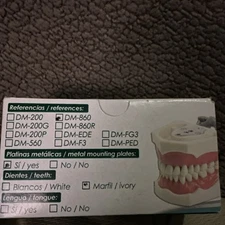 Referencias / references:
DM-200 DM-860
DM-200G DM-860R
DM-200P DM-EDE DM-FG3
DM-560 DM-F3 DM-PED
Platinas metálicas / metal mounting plates:
Sí / yes No / No
Dientes / teeth:
Blancos / White Marfil / ivory
Lengua / tongue:
Sí / yes No / No